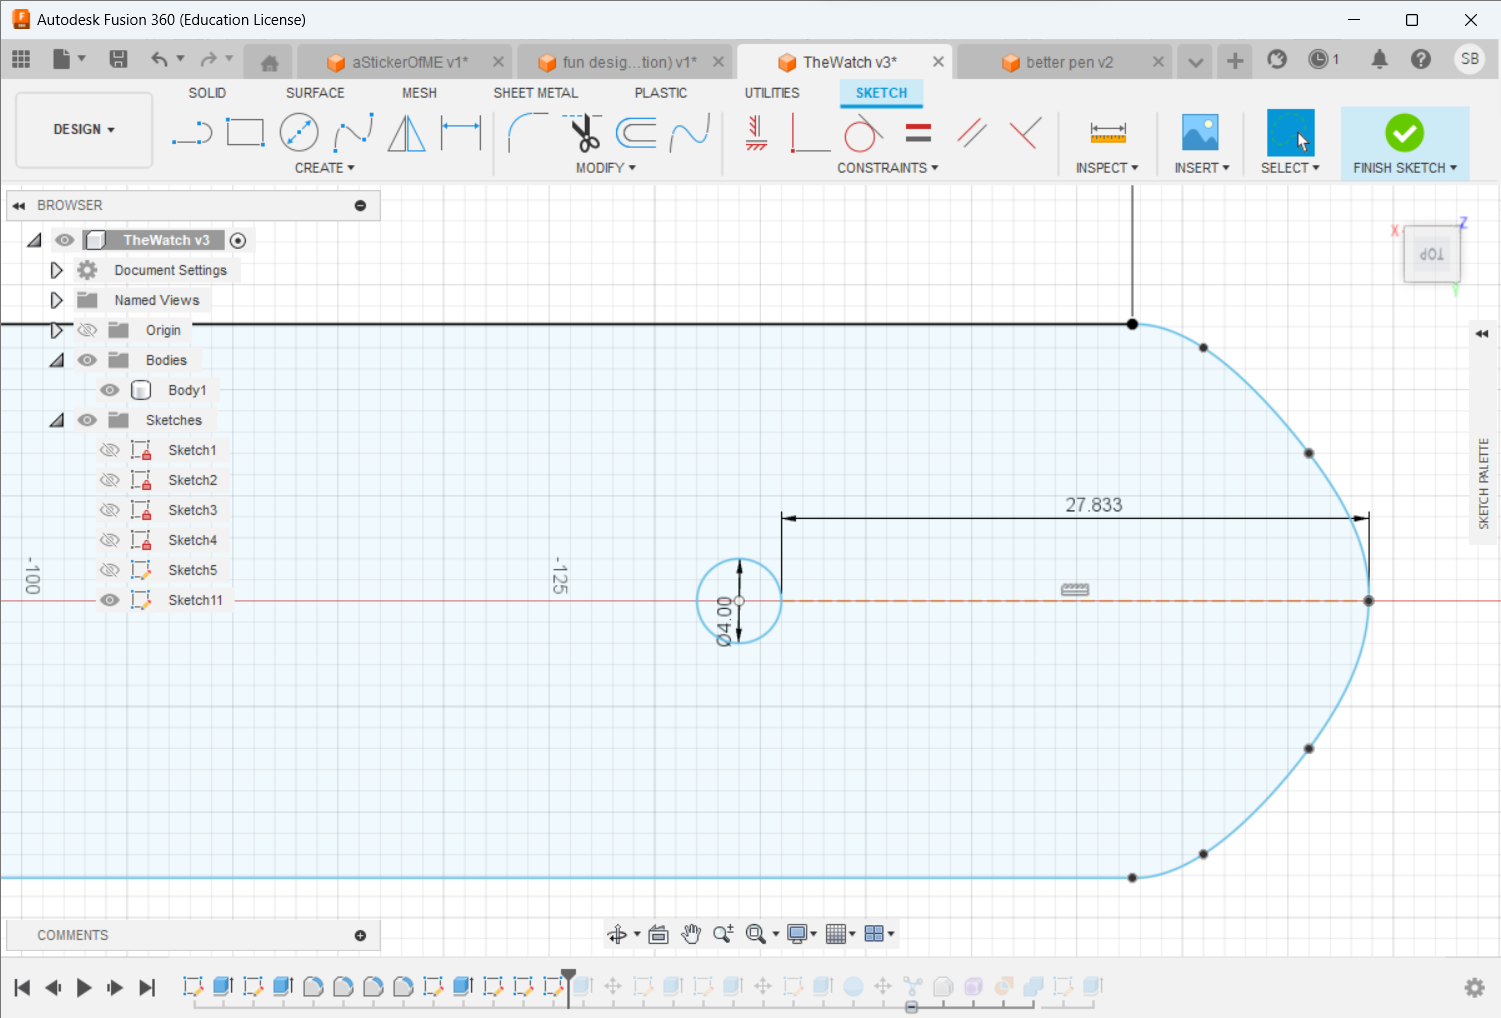 Autodesk Fusion 360 (Education License)
aStickerOfME v1*
fun desig...tion) v1*
TheWatch v3*
better pen v2
1
SB
SOLID
SURFACE
MESH
SHEET METAL
PLASTIC
UTILITIES
SKETCH
DESIGN
CREATE
MODIFY
CONSTRAINTS
INSPECT
INSERT
SELECT
FINISH SKETCH
BROWSER
TheWatch v3
Document Settings
Named Views
Origin
Bodies
Body1
Sketches
Sketch1
Sketch2
Sketch3
Sketch4
Sketch5
Sketch11
-100
-125
Ø4.00
27.833
X
Z
TOP
Y
SKETCH PALETTE
COMMENTS